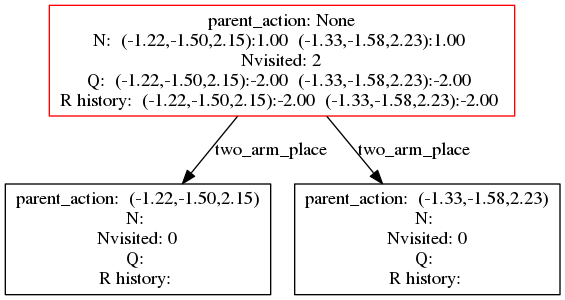 parent_action: None
N: (-1.22,-1.50,2.15):1.00 (-1.33,-1.58,2.23):1.00
Nvisited: 2
Q: (-1.22,-1.50,2.15):-2.00 (-1.33,-1.58,2.23):-2.00
R history: (-1.22,-1.50,2.15):-2.00 (-1.33,-1.58,2.23):-2.00
two_arm_place
two_arm_place
parent_action: (-1.22,-1.50,2.15)
N:
Nvisited: 0
Q:
R history:
parent_action: (-1.33,-1.58,2.23)
N:
Nvisited: 0
Q:
R history: